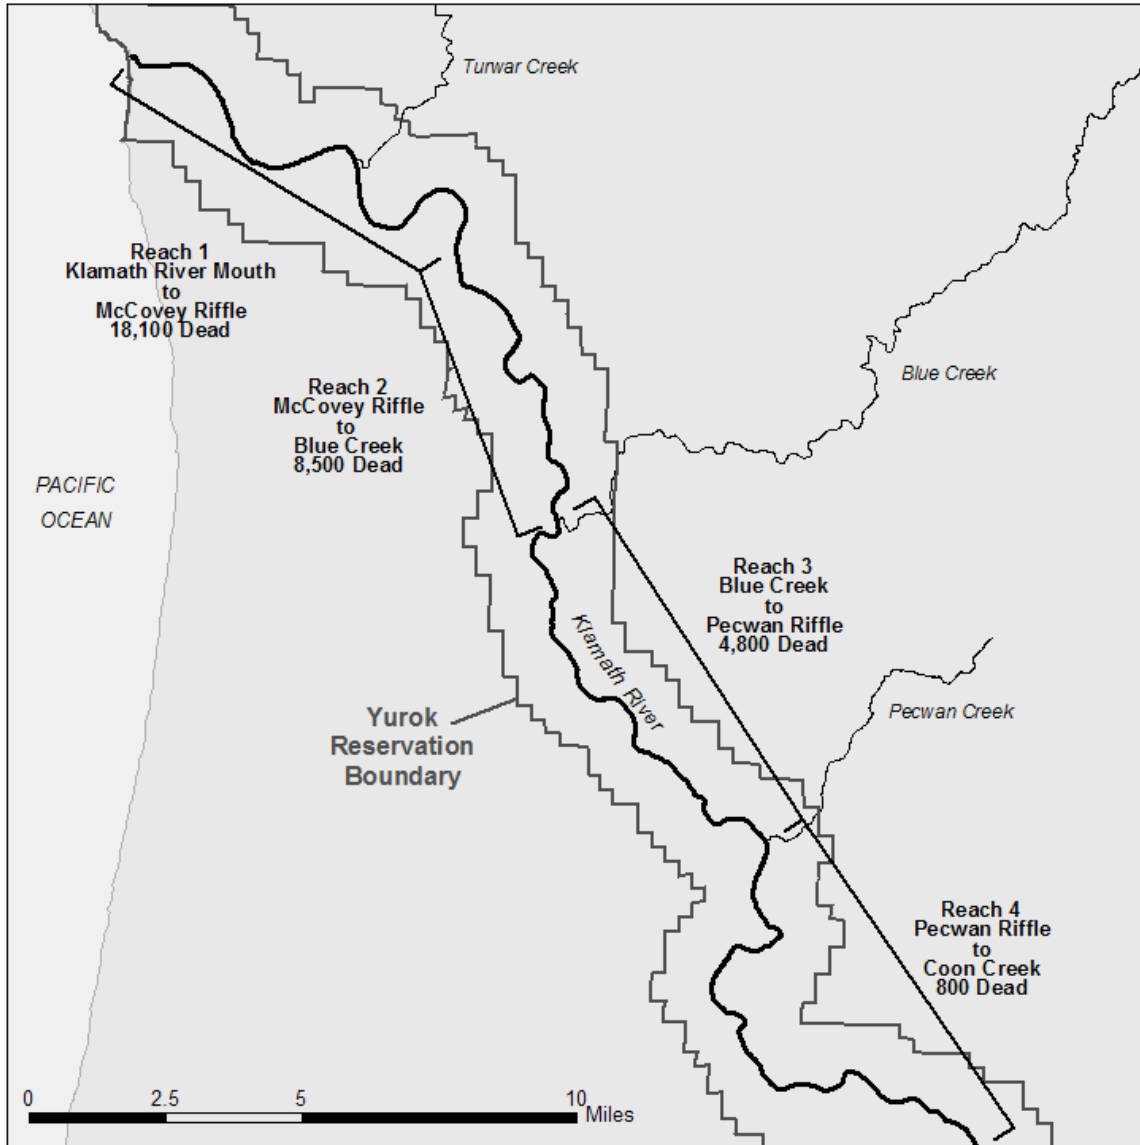 Turwar Creek
Reach 1
Klamath River Mouth
to
McCovey Riffle
18,100 Dead
Blue Creek
Reach 2
McCovey Riffle
to
Blue Creek
8,500 Dead
PACIFIC
OCEAN
Reach 3
Blue Creek
to
Pecwan Riffle
4,800 Dead
Klamath River
Pecwan Creek
Yurok
Reservation
Boundary
Reach 4
Pecwan Riffle
to
Coon Creek
800 Dead
0 2.5 5 10
Miles